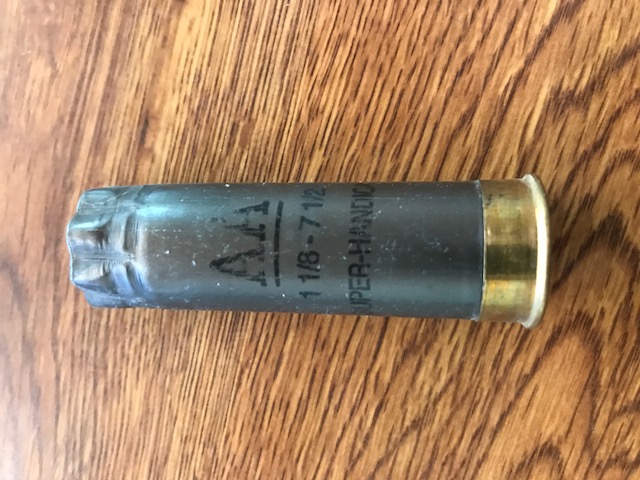 AA
1 1/8 - 7 1/2
UPER-HANDIC